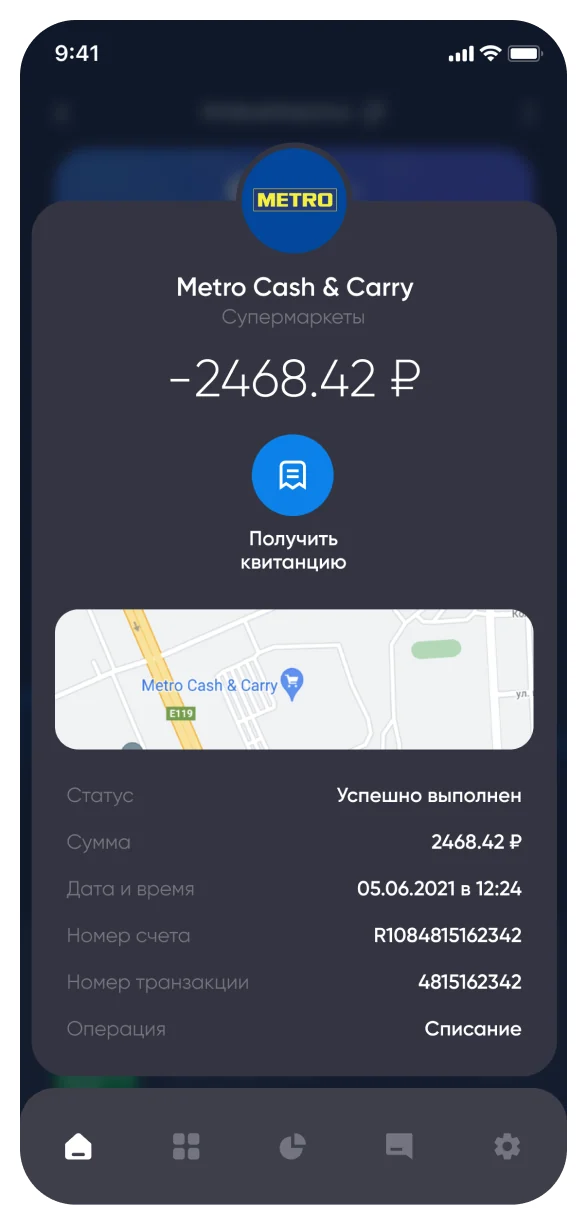 9:41
METRO
Metro Cash & Carry
Супермаркеты
-2468.42 ₽
Получить
квитанцию
Metro Cash & Carry
E119
ул.
Статус Успешно выполнен
Сумма 2468.42 ₽
Дата и время 05.06.2021 в 12:24
Номер счета R1084815162342
Номер транзакции 4815162342
Операция Списание